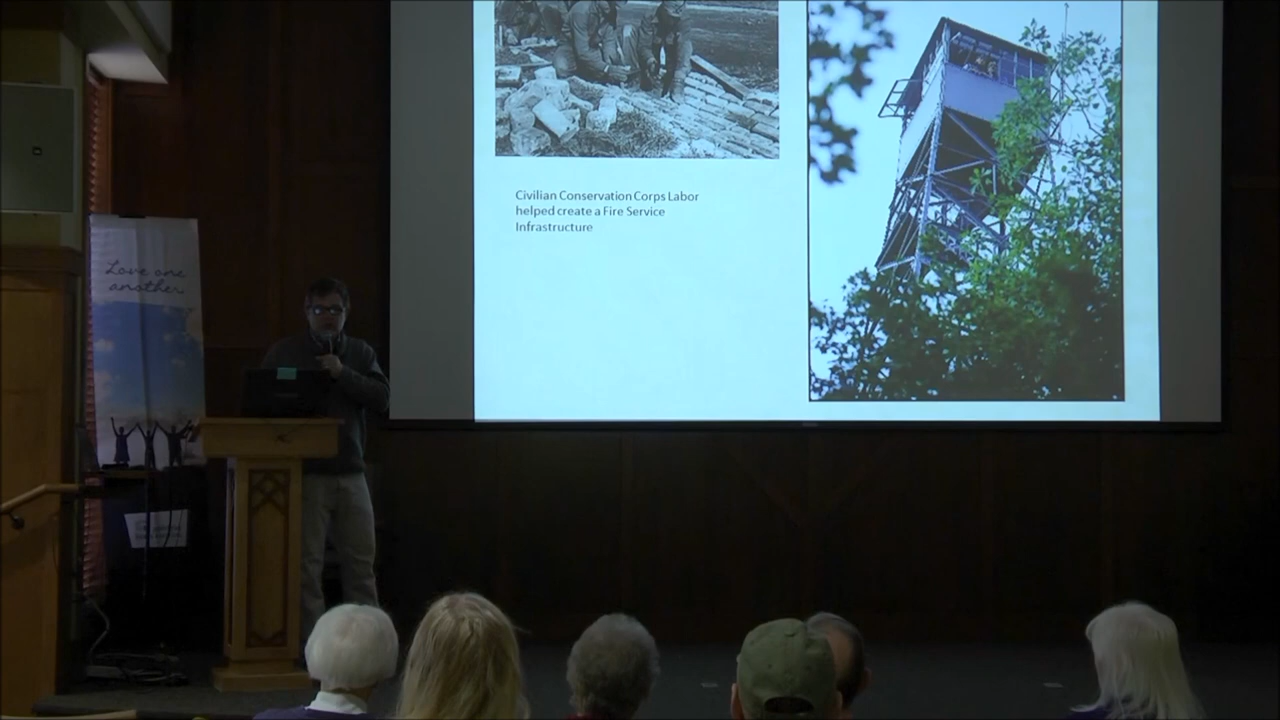 Civilian Conservation Corps Labor
helped create a Fire Service
Infrastructure
Love one
another